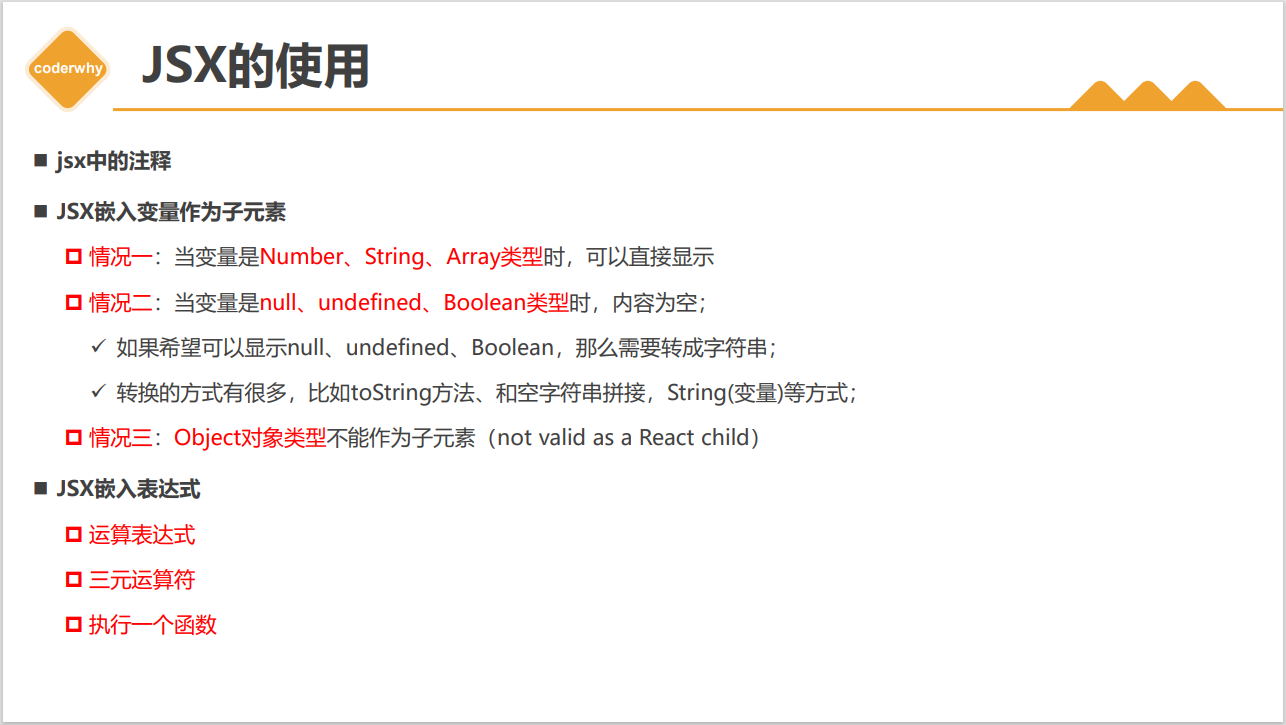 coderwhy
JSX的使用
jsx中的注释
JSX嵌入变量作为子元素
情况一：当变量是Number、String、Array类型时，可以直接显示
情况二：当变量是null、undefined、Boolean类型时，内容为空；
如果希望可以显示null、undefined、Boolean，那么需要转成字符串；
转换的方式有很多，比如toString方法、和空字符串拼接，String(变量)等方式；
情况三：Object对象类型不能作为子元素（not valid as a React child）
JSX嵌入表达式
运算表达式
三元运算符
执行一个函数